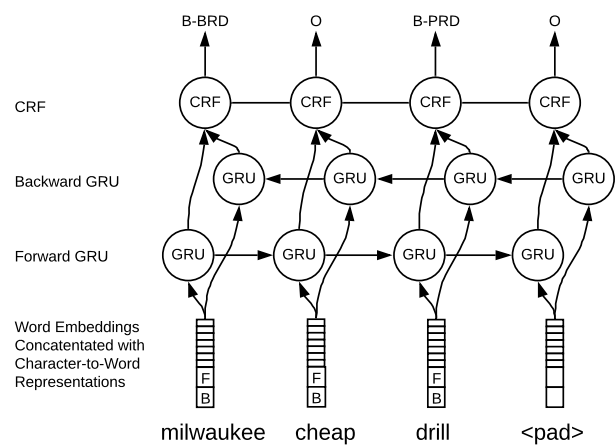 B-BRD O B-PRD O
CRF CRF CRF CRF CRF
Backward GRU GRU GRU GRU GRU
Forward GRU GRU GRU GRU GRU
Word Embeddings
Concatentated with
Character-to-Word
Representations
F F F
B B B
milwaukee cheap drill <pad>